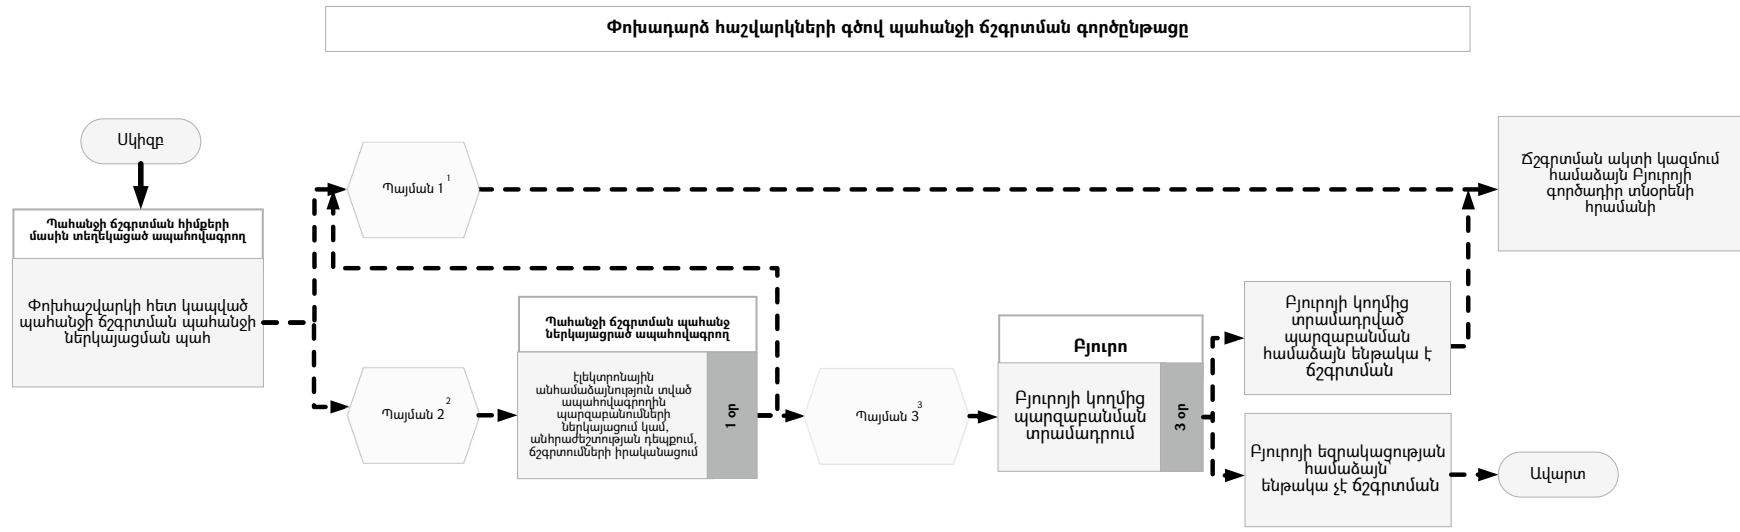 Փոխադարձ հաշվարկների գծով պահանջի ճշգրտման գործընթացը
Սկիզբ
Պահանջի ճշգրտման հիմքերի
մասին տեղեկացած ապահովագրող
Փոխհաշվարկի հետ կապված
պահանջի ճշգրտման պահանջի
ներկայացման պահ
Պայման 1 1
Պայման 2 2
Պահանջի ճշգրտման պահանջ
ներկայացրած ապահովագրող
Էլեկտրոնային
անհամաձայնություն տված
ապահովագրողին
պարզաբանումների
ներկայացում կամ,
անհրաժեշտության դեպքում,
ճշգրտումների իրականացում
1 օր
Պայման 3 3
Բյուրո
Բյուրոյի կողմից
պարզաբանման
տրամադրում
3 օր
Բյուրոյի կողմից
տրամադրված
պարզաբանման
համաձայն ենթակա է
ճշգրտման
Բյուրոյի եզրակացության
համաձայն՝
ենթակա չէ ճշգրտման
Ճշգրտման ակտի կազմում
համաձայն Բյուրոյի
գործադիր տնօրենի
հրամանի
Ավարտ